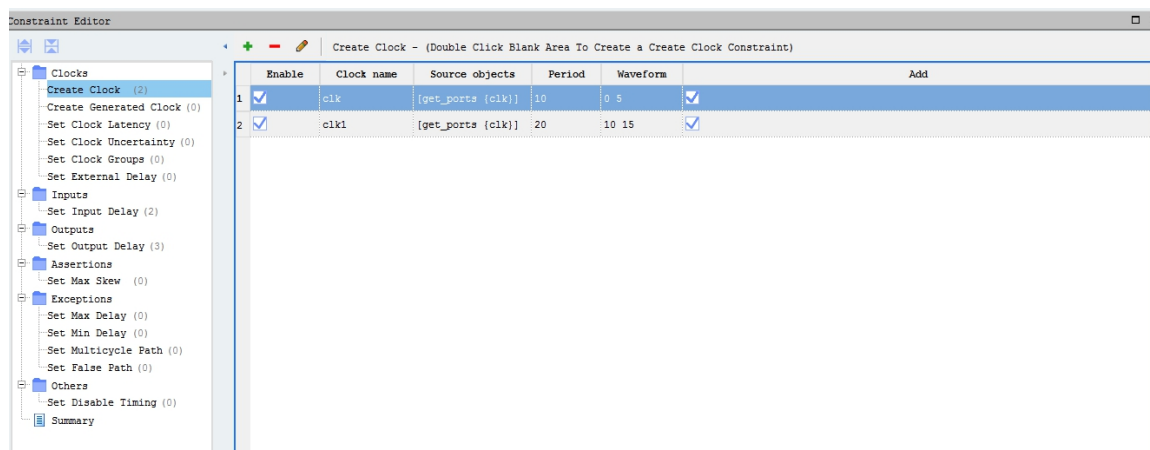 Constraint Editor
Create Clock - (Double Click Blank Area To Create a Create Clock Constraint)
Clocks
Create Clock (2)
Create Generated Clock (0)
Set Clock Latency (0)
Set Clock Uncertainty (0)
Set Clock Groups (0)
Set External Delay (0)
Inputs
Set Input Delay (2)
Outputs
Set Output Delay (3)
Assertions
Set Max Skew (0)
Exceptions
Set Max Delay (0)
Set Min Delay (0)
Set Multicycle Path (0)
Set False Path (0)
Others
Set Disable Timing (0)
Summary
Enable Clock name Source objects Period Waveform Add
1 clk [get_ports {clk}] 10 0 5
2 clk1 [get_ports {clk}] 20 10 15